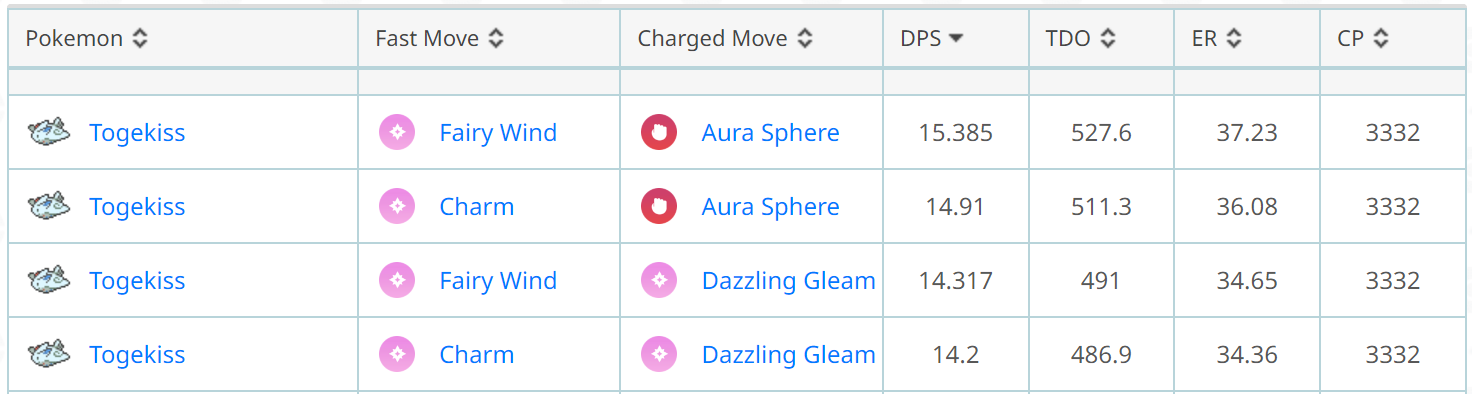 Pokemon Fast Move Charged Move DPS TDO ER CP
Togekiss Fairy Wind Aura Sphere 15.385 527.6 37.23 3332
Togekiss Charm Aura Sphere 14.91 511.3 36.08 3332
Togekiss Fairy Wind Dazzling Gleam 14.317 491 34.65 3332
Togekiss Charm Dazzling Gleam 14.2 486.9 34.36 3332